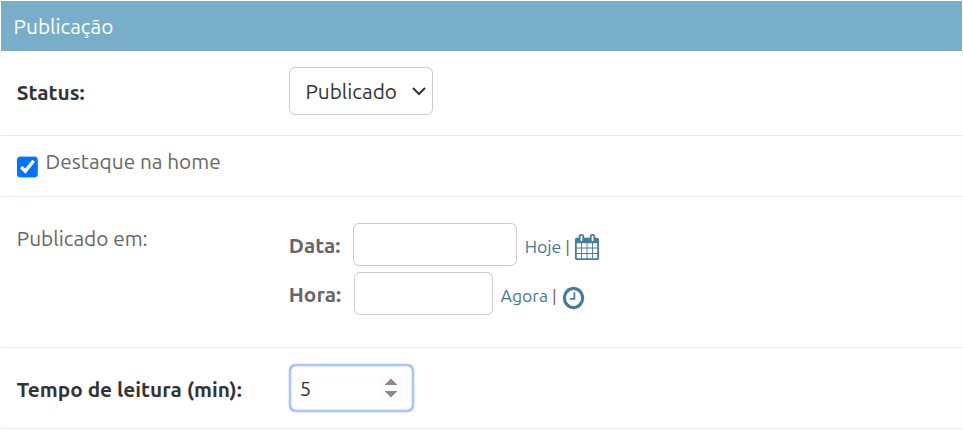 Publicação
Status: Publicado
Destaque na home
Publicado em: Data: Hoje |
Hora: Agora |
Tempo de leitura (min): 5